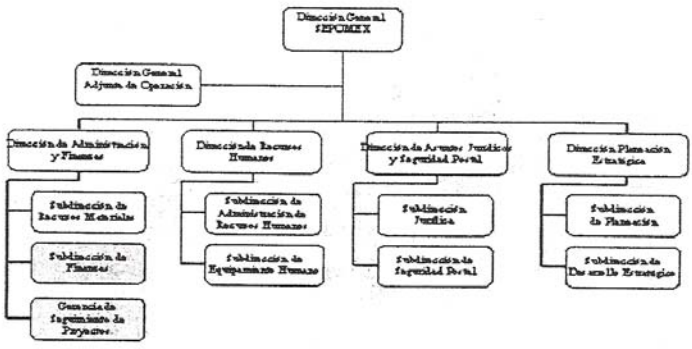 Dirección General
SEPOMEX
Dirección General
Adjunta de Operación
Dirección de Administración
y Finanzas
Dirección de Recursos
Humanos
Dirección de Asuntos Jurídicos
y Seguridad Postal
Dirección Planeación
Estratégica
Subdirección de
Recursos Materiales
Subdirección de
Administración de
Recursos Humanos
Subdirección
Jurídica
Subdirección
de Planeación
Subdirección de
Finanzas
Subdirección de
Equipamiento Humano
Subdirección de
Seguridad Postal
Subdirección de
Desarrollo Estratégico
Gerencia de
Seguimiento de
Proyectos